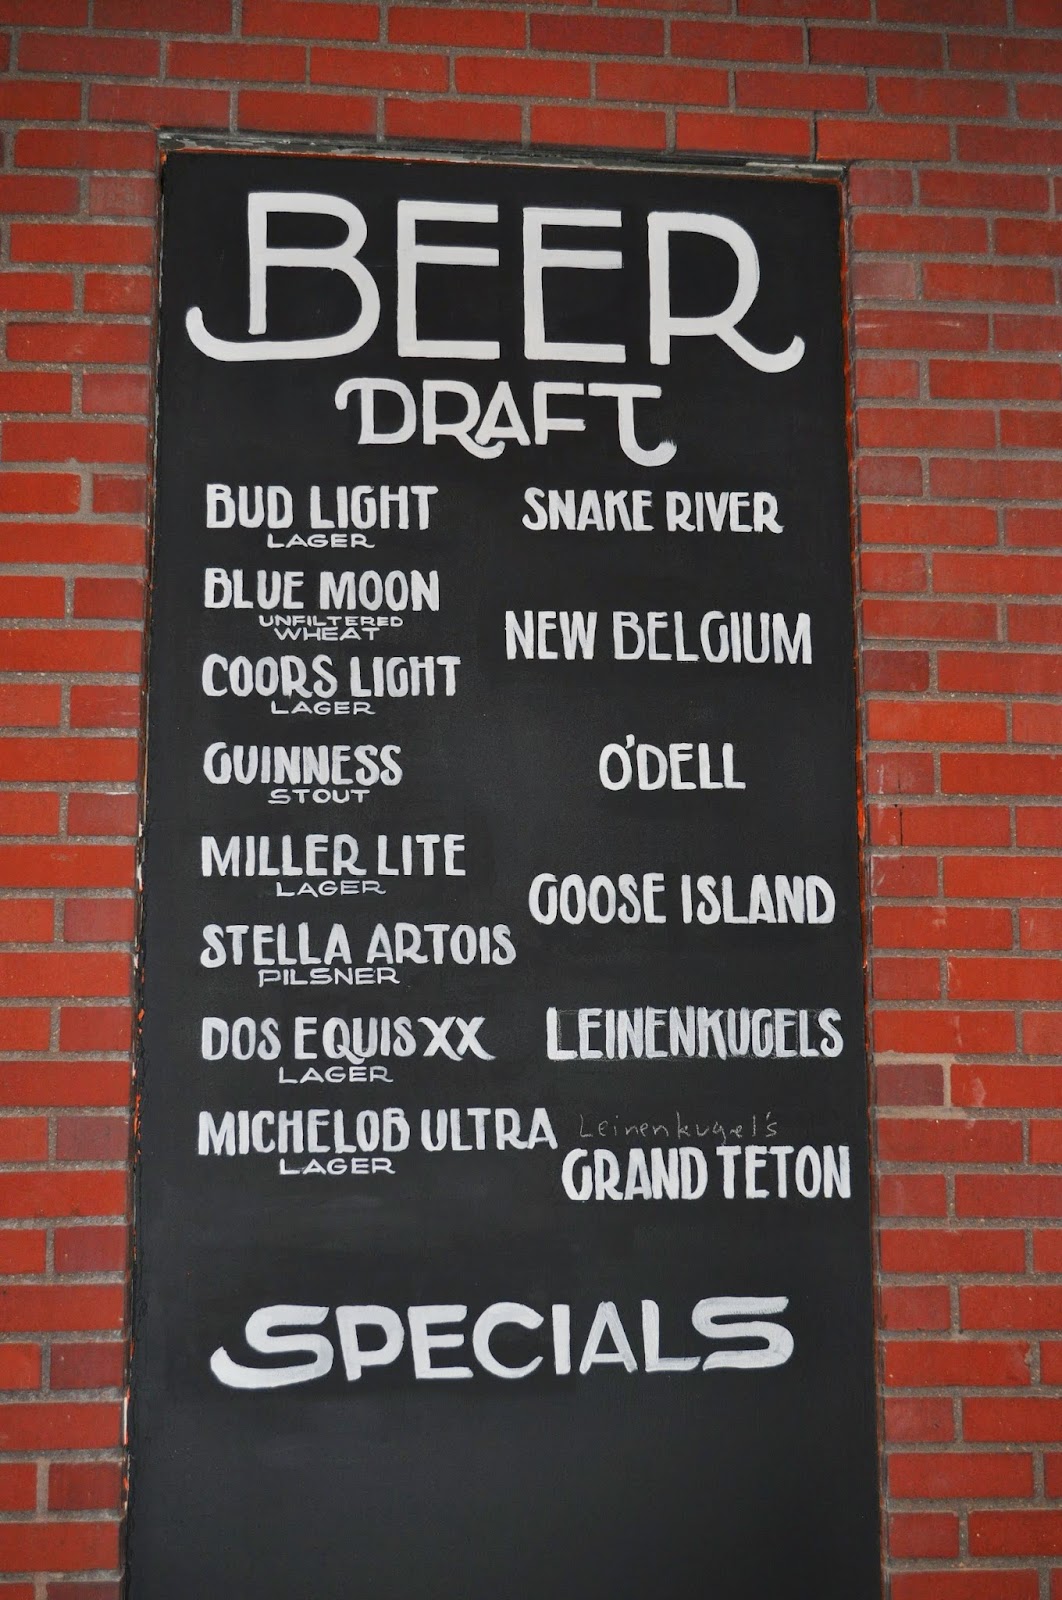 BEER
DRAFT
BUD LIGHT
LAGER
BLUE MOON
UNFILTERED
WHEAT
COORS LIGHT
LAGER
GUINNESS
STOUT
MILLER LITE
LAGER
STELLA ARTOIS
PILSNER
DOS EQUIS XX
LAGER
MICHELOB ULTRA
LAGER
SNAKE RIVER
NEW BELGIUM
O'DELL
GOOSE ISLAND
LEINENKUGELS
Leinenkugel's
GRAND TETON
SPECIALS